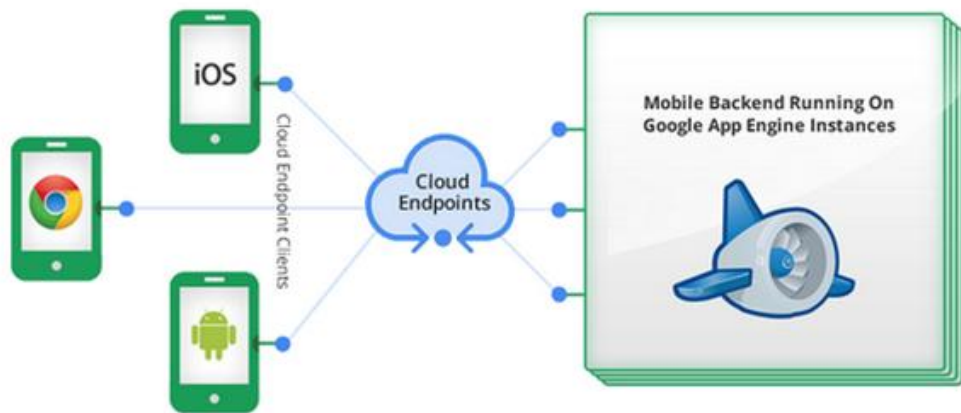 iOS
Cloud Endpoint Clients
Cloud
Endpoints
Mobile Backend Running On
Google App Engine Instances